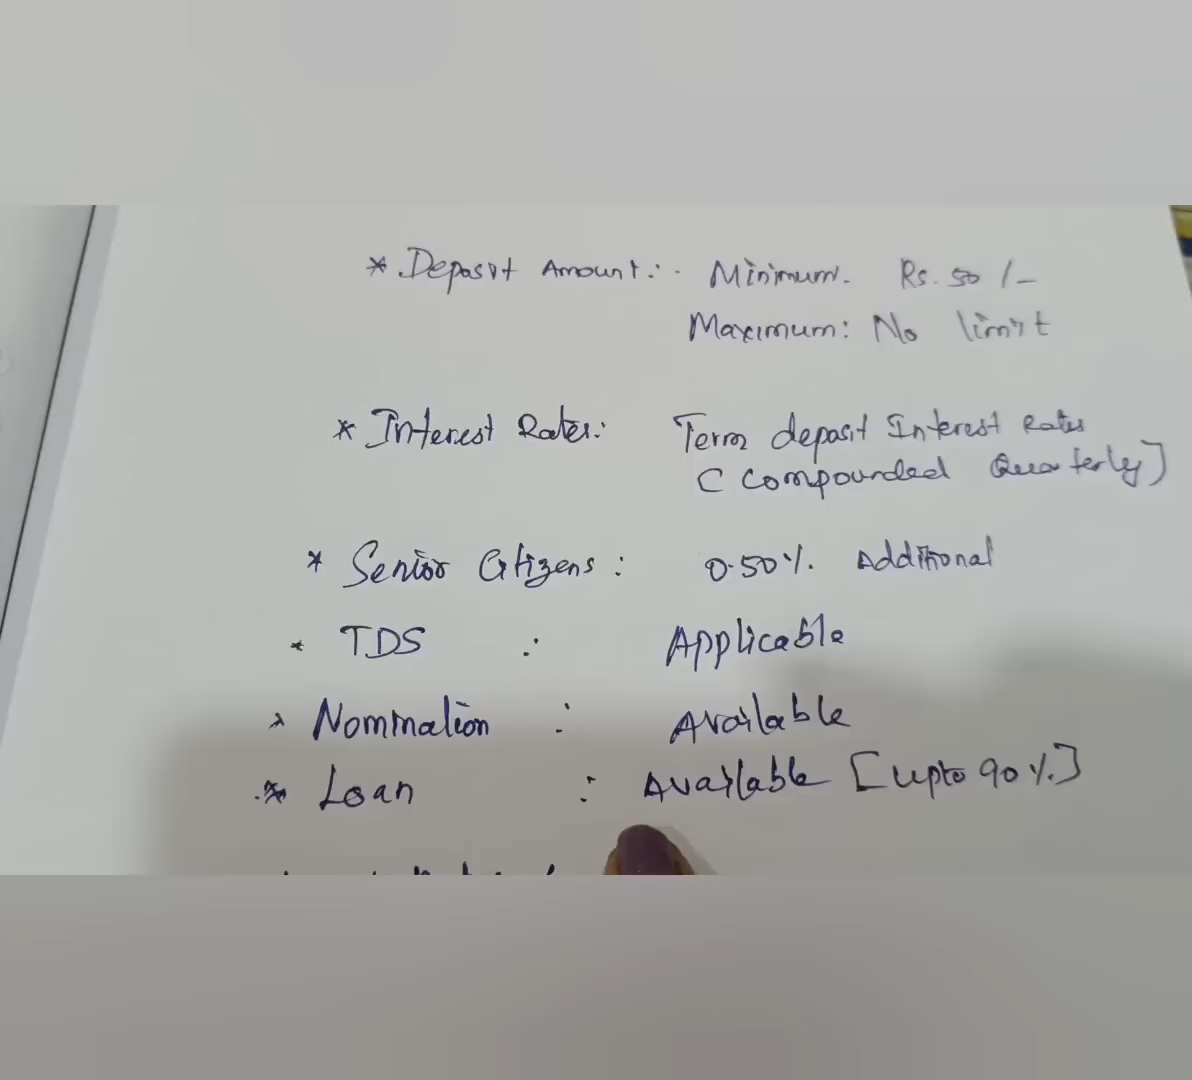 * Deposit Amount:- Minimum. Rs. 50/-
Maximum: No limit
* Interest Rates: Term deposit Interest Rates
[Compounded Quarterly]
* Senior Citizens: 0.50% Additional
* TDS : Applicable
* Nomination : Available
* Loan : Available [upto 90%]